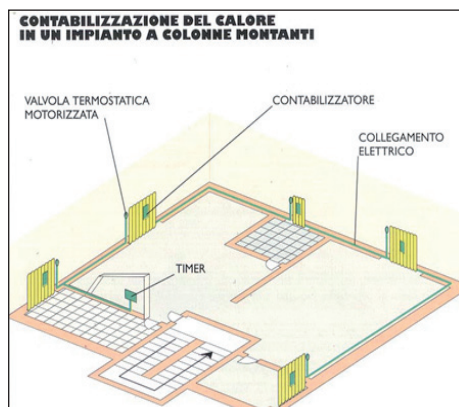 CONTABILIZZAZIONE DEL CALORE
IN UN IMPIANTO A COLONNE MONTANTI
VALVOLA TERMOSTATICA
MOTORIZZATA
CONTABILIZZATORE
COLLEGAMENTO
ELETTRICO
TIMER